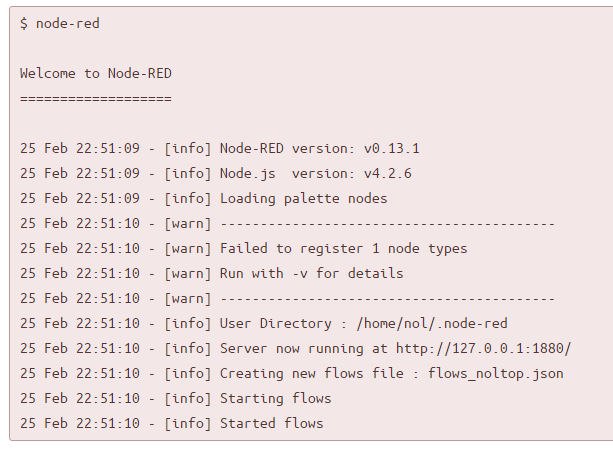 $ node-red
Welcome to Node-RED
===================
25 Feb 22:51:09 - [info] Node-RED version: v0.13.1
25 Feb 22:51:09 - [info] Node.js  version: v4.2.6
25 Feb 22:51:09 - [info] Loading palette nodes
25 Feb 22:51:10 - [warn] ------------------------------------------
25 Feb 22:51:10 - [warn] Failed to register 1 node types
25 Feb 22:51:10 - [warn] Run with -v for details
25 Feb 22:51:10 - [warn] ------------------------------------------
25 Feb 22:51:10 - [info] User Directory : /home/nol/.node-red
25 Feb 22:51:10 - [info] Server now running at http://127.0.0.1:1880/
25 Feb 22:51:10 - [info] Creating new flows file : flows_noltop.json
25 Feb 22:51:10 - [info] Starting flows
25 Feb 22:51:10 - [info] Started flows